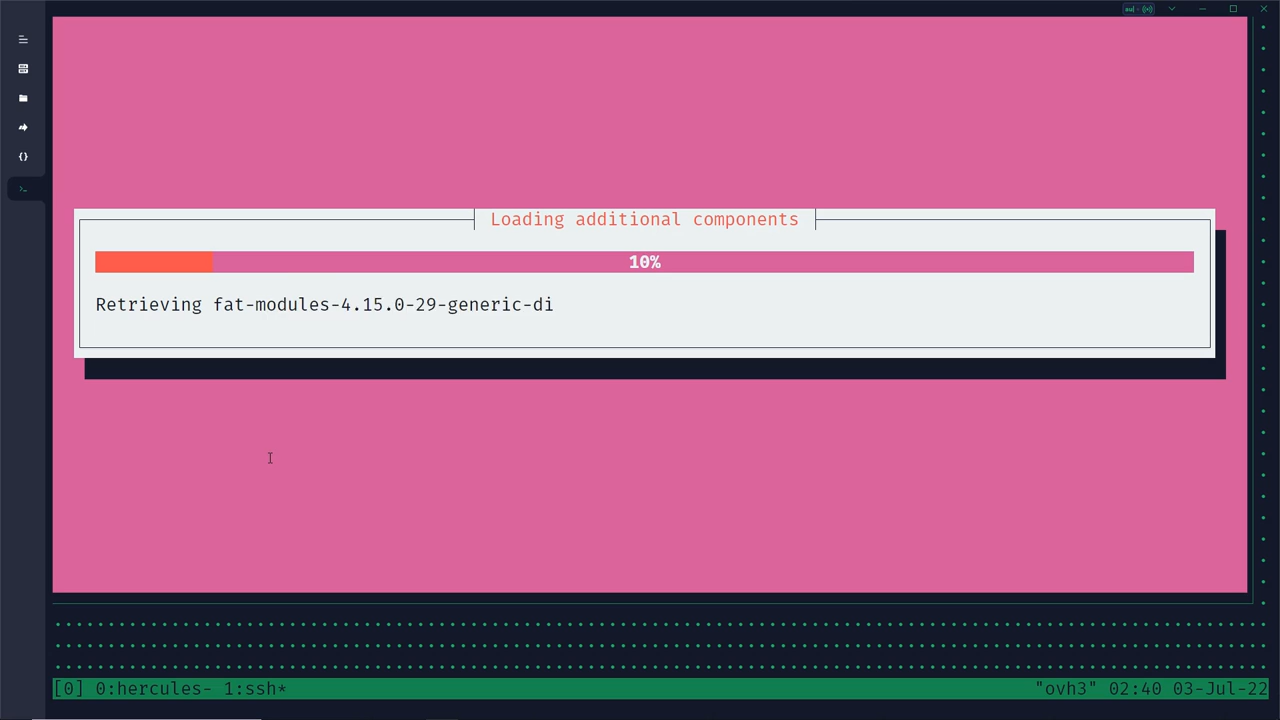 Loading additional components
10%
Retrieving fat-modules-4.15.0-29-generic-di
[0] 0:hercules- 1:ssh* "ovh3" 02:40 03-Jul-22